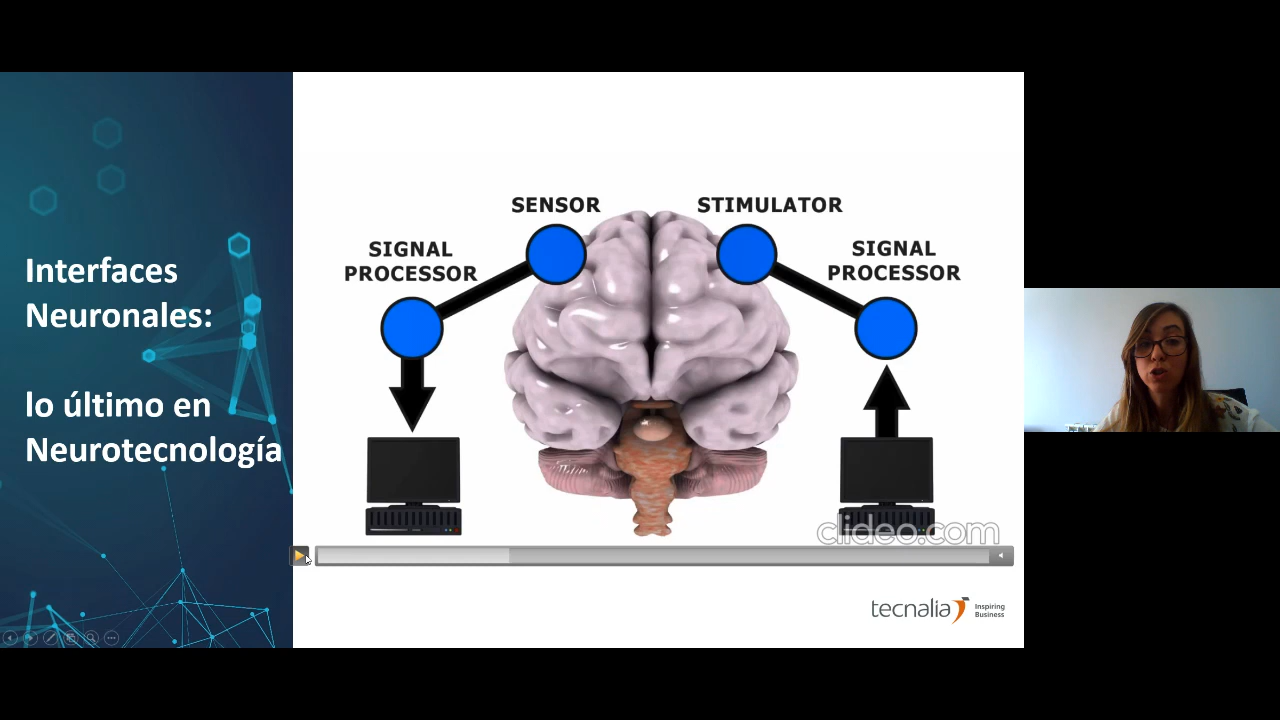 Interfaces
Neuronales:
lo último en
Neurotecnología
SENSOR
STIMULATOR
SIGNAL
PROCESSOR
SIGNAL
PROCESSOR
clideo.com
tecnalia
Inspiring
Business